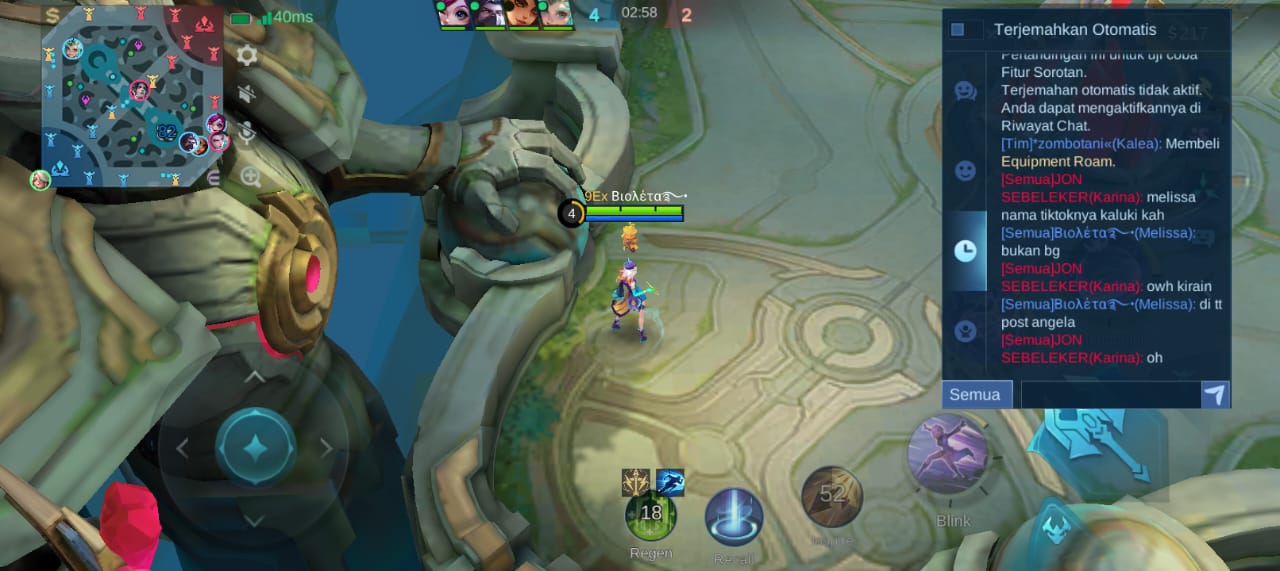 40ms
4
02:58
2
Terjemahkan Otomatis
$217
Pertandingan ini untuk uji coba
Fitur Sorotan.
Terjemahan otomatis tidak aktif.
Anda dapat mengaktifkannya di
Riwayat Chat.
[Tim]*zombotani«(Kalea): Membeli
Equipment Roam.
[Semua]JON
SEBELEKER(Karina): melissa
nama tiktoknya kaluki kah
[Semua]Βιολέτα࿐•(Melissa):
bukan bg
[Semua]JON
SEBELEKER(Karina): owh kirain
[Semua]Βιολέτα࿐•(Melissa): di tt
post angela
[Semua]JON
SEBELEKER(Karina): oh
Semua
82
4
9Ex Βιολέτα࿐•
18
Regen
Recall
52
Blink